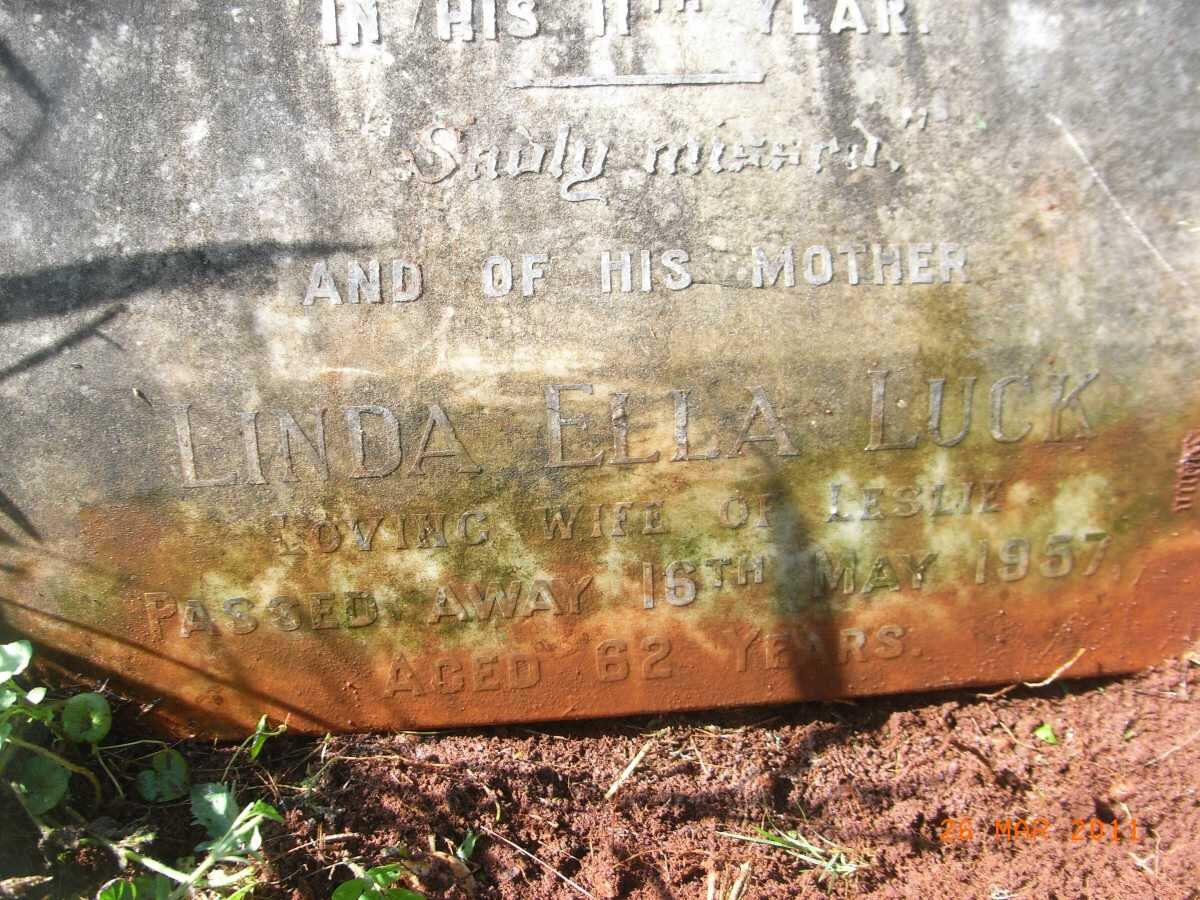 IN HIS 11TH YEAR.
"Sadly missed."
AND OF HIS MOTHER
LINDA ELLA LUCK
LOVING WIFE OF LESLIE
PASSED AWAY 16TH MAY 1957
AGED 62 YEARS.
26 MAR 2011